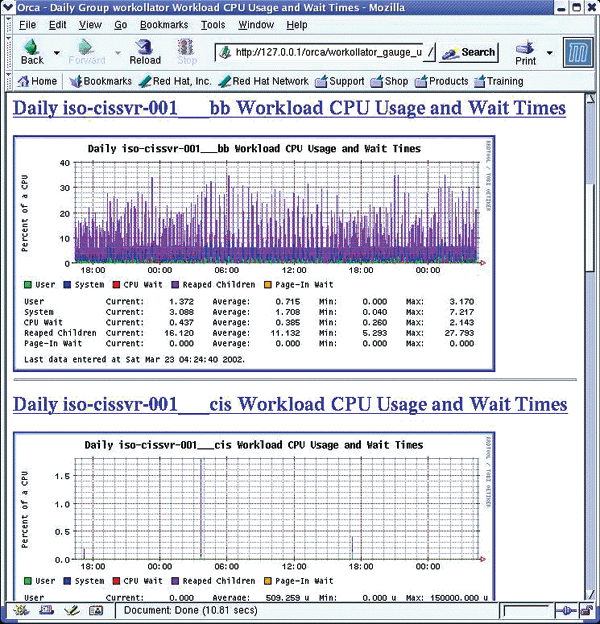 Orca - Daily Group workollator Workload CPU Usage and Wait Times - Mozilla
File Edit View Go Bookmarks Tools Window Help
Back Forward Reload Stop http://127.0.0.1/orca/workollator_gauge_u Search Print
Home Bookmarks Red Hat, Inc. Red Hat Network Support Shop Products Training
Daily iso-cissvr-001___bb Workload CPU Usage and Wait Times
Daily iso-cissvr-001___bb Workload CPU Usage and Wait Times
RRDTOOL / TOBI OETIKER
Percent of a CPU
40
30
20
10
0
18:00 00:00 06:00 12:00 18:00 00:00
User System CPU Wait Reaped Children Page-In Wait
User Current: 1.372 Average: 0.715 Min: 0.000 Max: 3.170
System Current: 3.088 Average: 1.708 Min: 0.040 Max: 7.217
CPU Wait Current: 0.437 Average: 0.385 Min: 0.260 Max: 2.143
Reaped Children Current: 16.120 Average: 11.132 Min: 5.293 Max: 27.793
Page-In Wait Current: 0.000 Average: 0.000 Min: 0.000 Max: 0.000
Last data entered at Sat Mar 23 04:24:40 2002.
Daily iso-cissvr-001___cis Workload CPU Usage and Wait Times
Daily iso-cissvr-001___cis Workload CPU Usage and Wait Times
RRDTOOL / TOBI OETIKER
Percent of a CPU
1.5
1.0
0.5
0.0
18:00 00:00 06:00 12:00 18:00 00:00
User System CPU Wait Reaped Children Page-In Wait
User Current: 0.000 Average: 509.259 u Min: 0.000 u Max: 150000.000 u
Document: Done (10.81 secs)